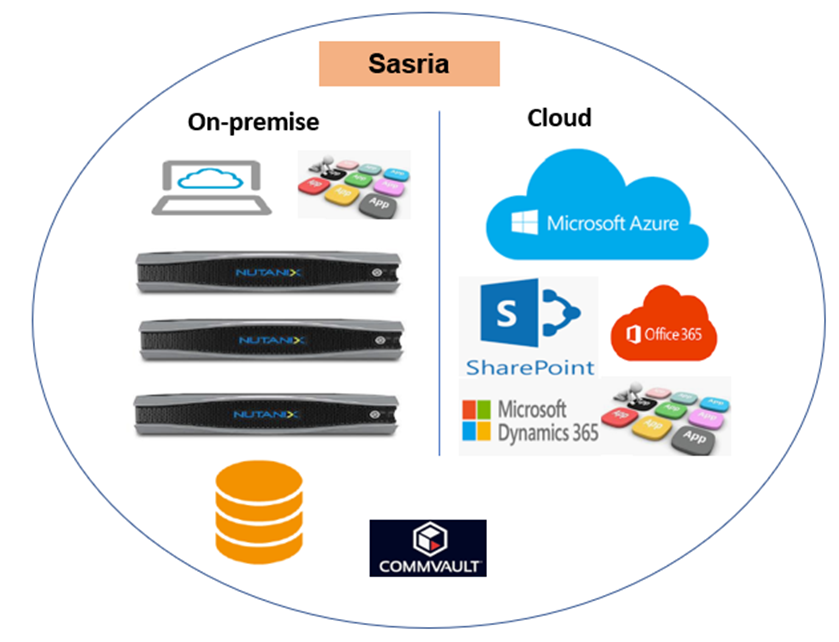 Sasria
On-premise
Cloud
App
App
App
App
App
App
Microsoft Azure
NUTANIX
NUTANIX
NUTANIX
S
SharePoint
Office 365
Microsoft
Dynamics 365
App
App
App
App
App
App
COMMVAULT